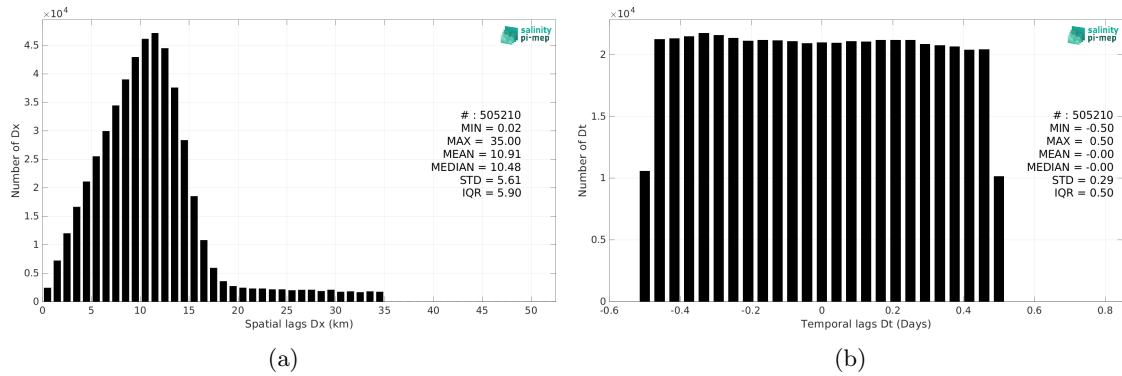 ×10⁴
4.5
4
3.5
3
2.5
2
1.5
1
0.5
0
Number of Dx
0 5 10 15 20 25 30 35 40 45 50
Spatial lags Dx (km)
salinity
pi-mep
# : 505210
MIN = 0.02
MAX = 35.00
MEAN = 10.91
MEDIAN = 10.48
STD = 5.61
IQR = 5.90
(a)
×10⁴
2
1.5
1
0.5
0
Number of Dt
-0.6 -0.4 -0.2 0 0.2 0.4 0.6 0.8
Temporal lags Dt (Days)
salinity
pi-mep
# : 505210
MIN = -0.50
MAX = 0.50
MEAN = -0.00
MEDIAN = -0.00
STD = 0.29
IQR = 0.50
(b)